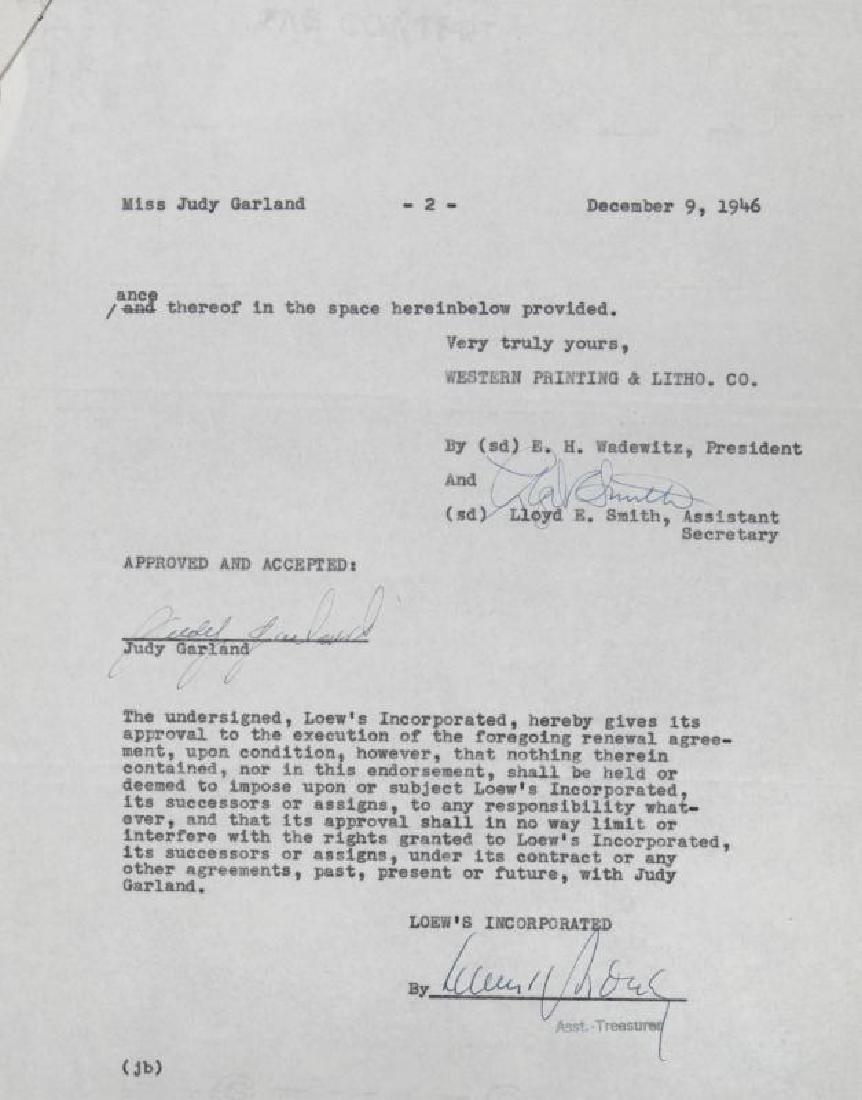 Miss Judy Garland - 2 - December 9, 1946
ance
/and thereof in the space hereinbelow provided.
Very truly yours,
WESTERN PRINTING & LITHO. CO.
By (sd) E. H. Wadewitz, President
And
(sd) Lloyd E. Smith, Assistant
Secretary
APPROVED AND ACCEPTED:
Judy Garland
Judy Garland
The undersigned, Loew's Incorporated, hereby gives its
approval to the execution of the foregoing renewal agree-
ment, upon condition, however, that nothing therein
contained, nor in this endorsement, shall be held or
deemed to impose upon or subject Loew's Incorporated,
its successors or assigns, to any responsibility what-
ever, and that its approval shall in no way limit or
interfere with the rights granted to Loew's Incorporated,
its successors or assigns, under its contract or any
other agreements, past, present or future, with Judy
Garland.
LOEW'S INCORPORATED
By
Asst.-Treasurer
(jb)